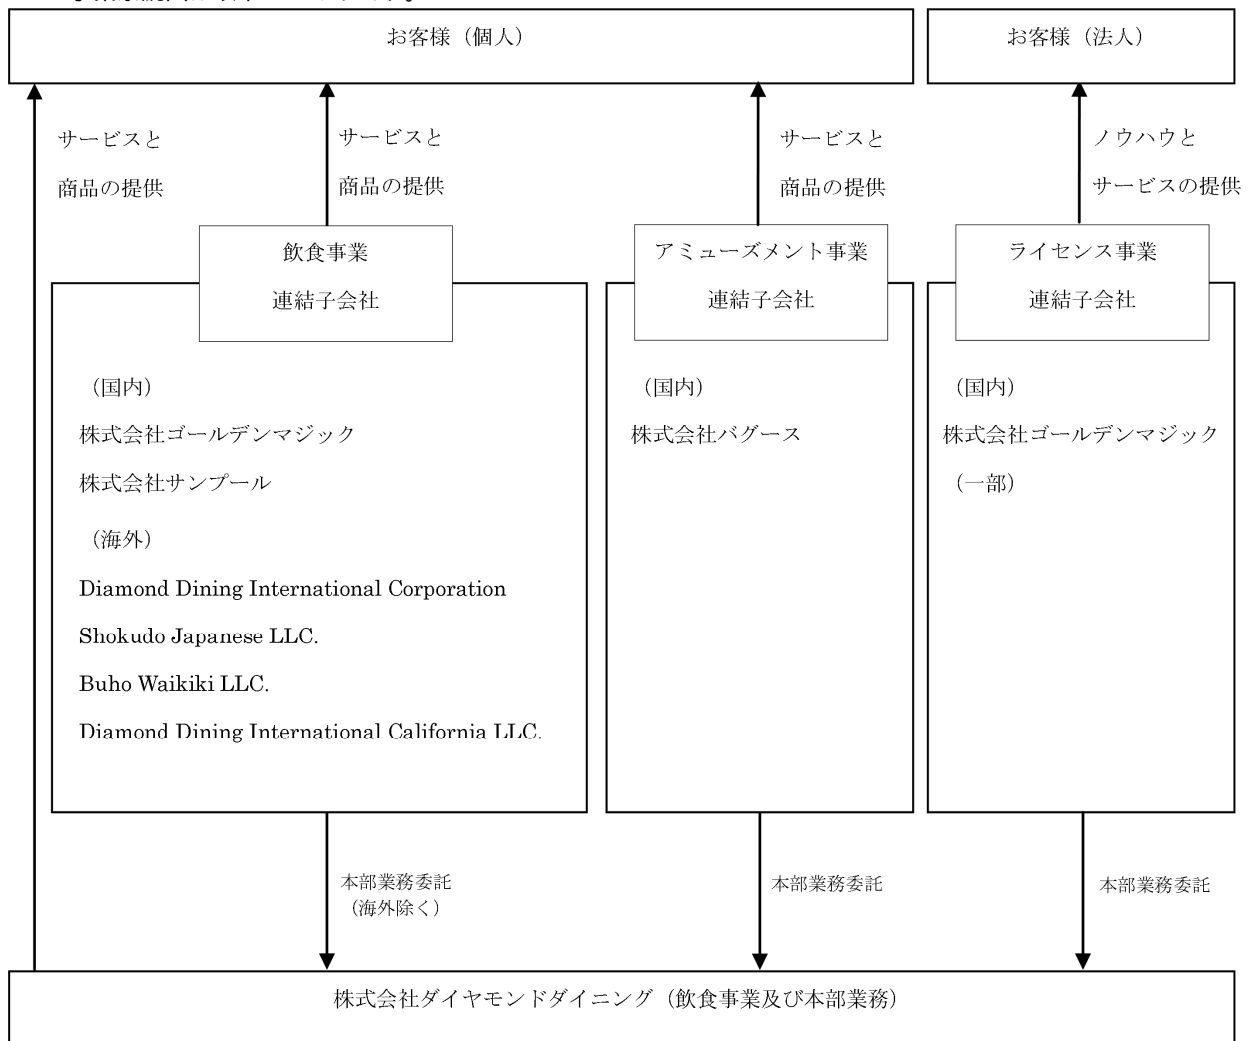 お客様（個人）
お客様（法人）
サービスと
商品の提供
サービスと
商品の提供
サービスと
商品の提供
ノウハウと
サービスの提供
飲食事業
連結子会社
アミューズメント事業
連結子会社
ライセンス事業
連結子会社
（国内）
株式会社ゴールデンマジック
株式会社サンプール
（海外）
Diamond Dining International Corporation
Shokudo Japanese LLC.
Buho Waikiki LLC.
Diamond Dining International California LLC.
（国内）
株式会社バグース
（国内）
株式会社ゴールデンマジック
（一部）
本部業務委託
（海外除く）
本部業務委託
本部業務委託
株式会社ダイヤモンドダイニング（飲食事業及び本部業務）